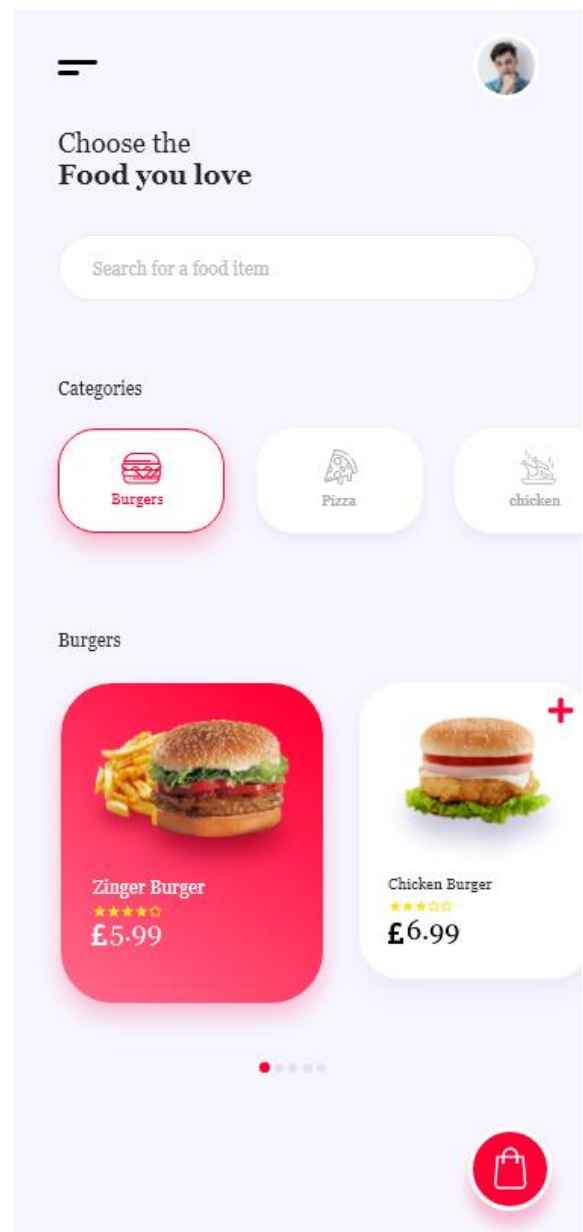 Choose the
Food you love
Search for a food item
Categories
Burgers
Pizza
chicken
Burgers
Zinger Burger
£5.99
Chicken Burger
£6.99